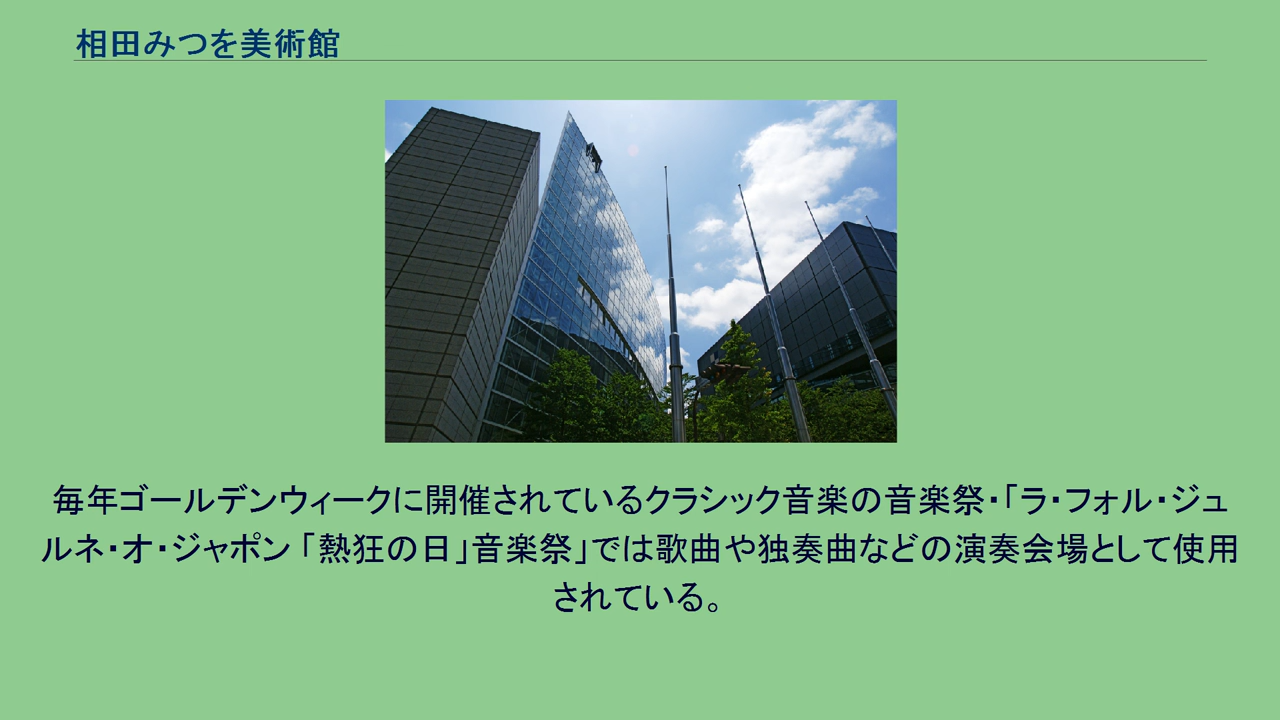 相田みつを美術館
毎年ゴールデンウィークに開催されているクラシック音楽の音楽祭・「ラ・フォル・ジュ
ルネ・オ・ジャポン 「熱狂の日」音楽祭」では歌曲や独奏曲などの演奏会場として使用
されている。